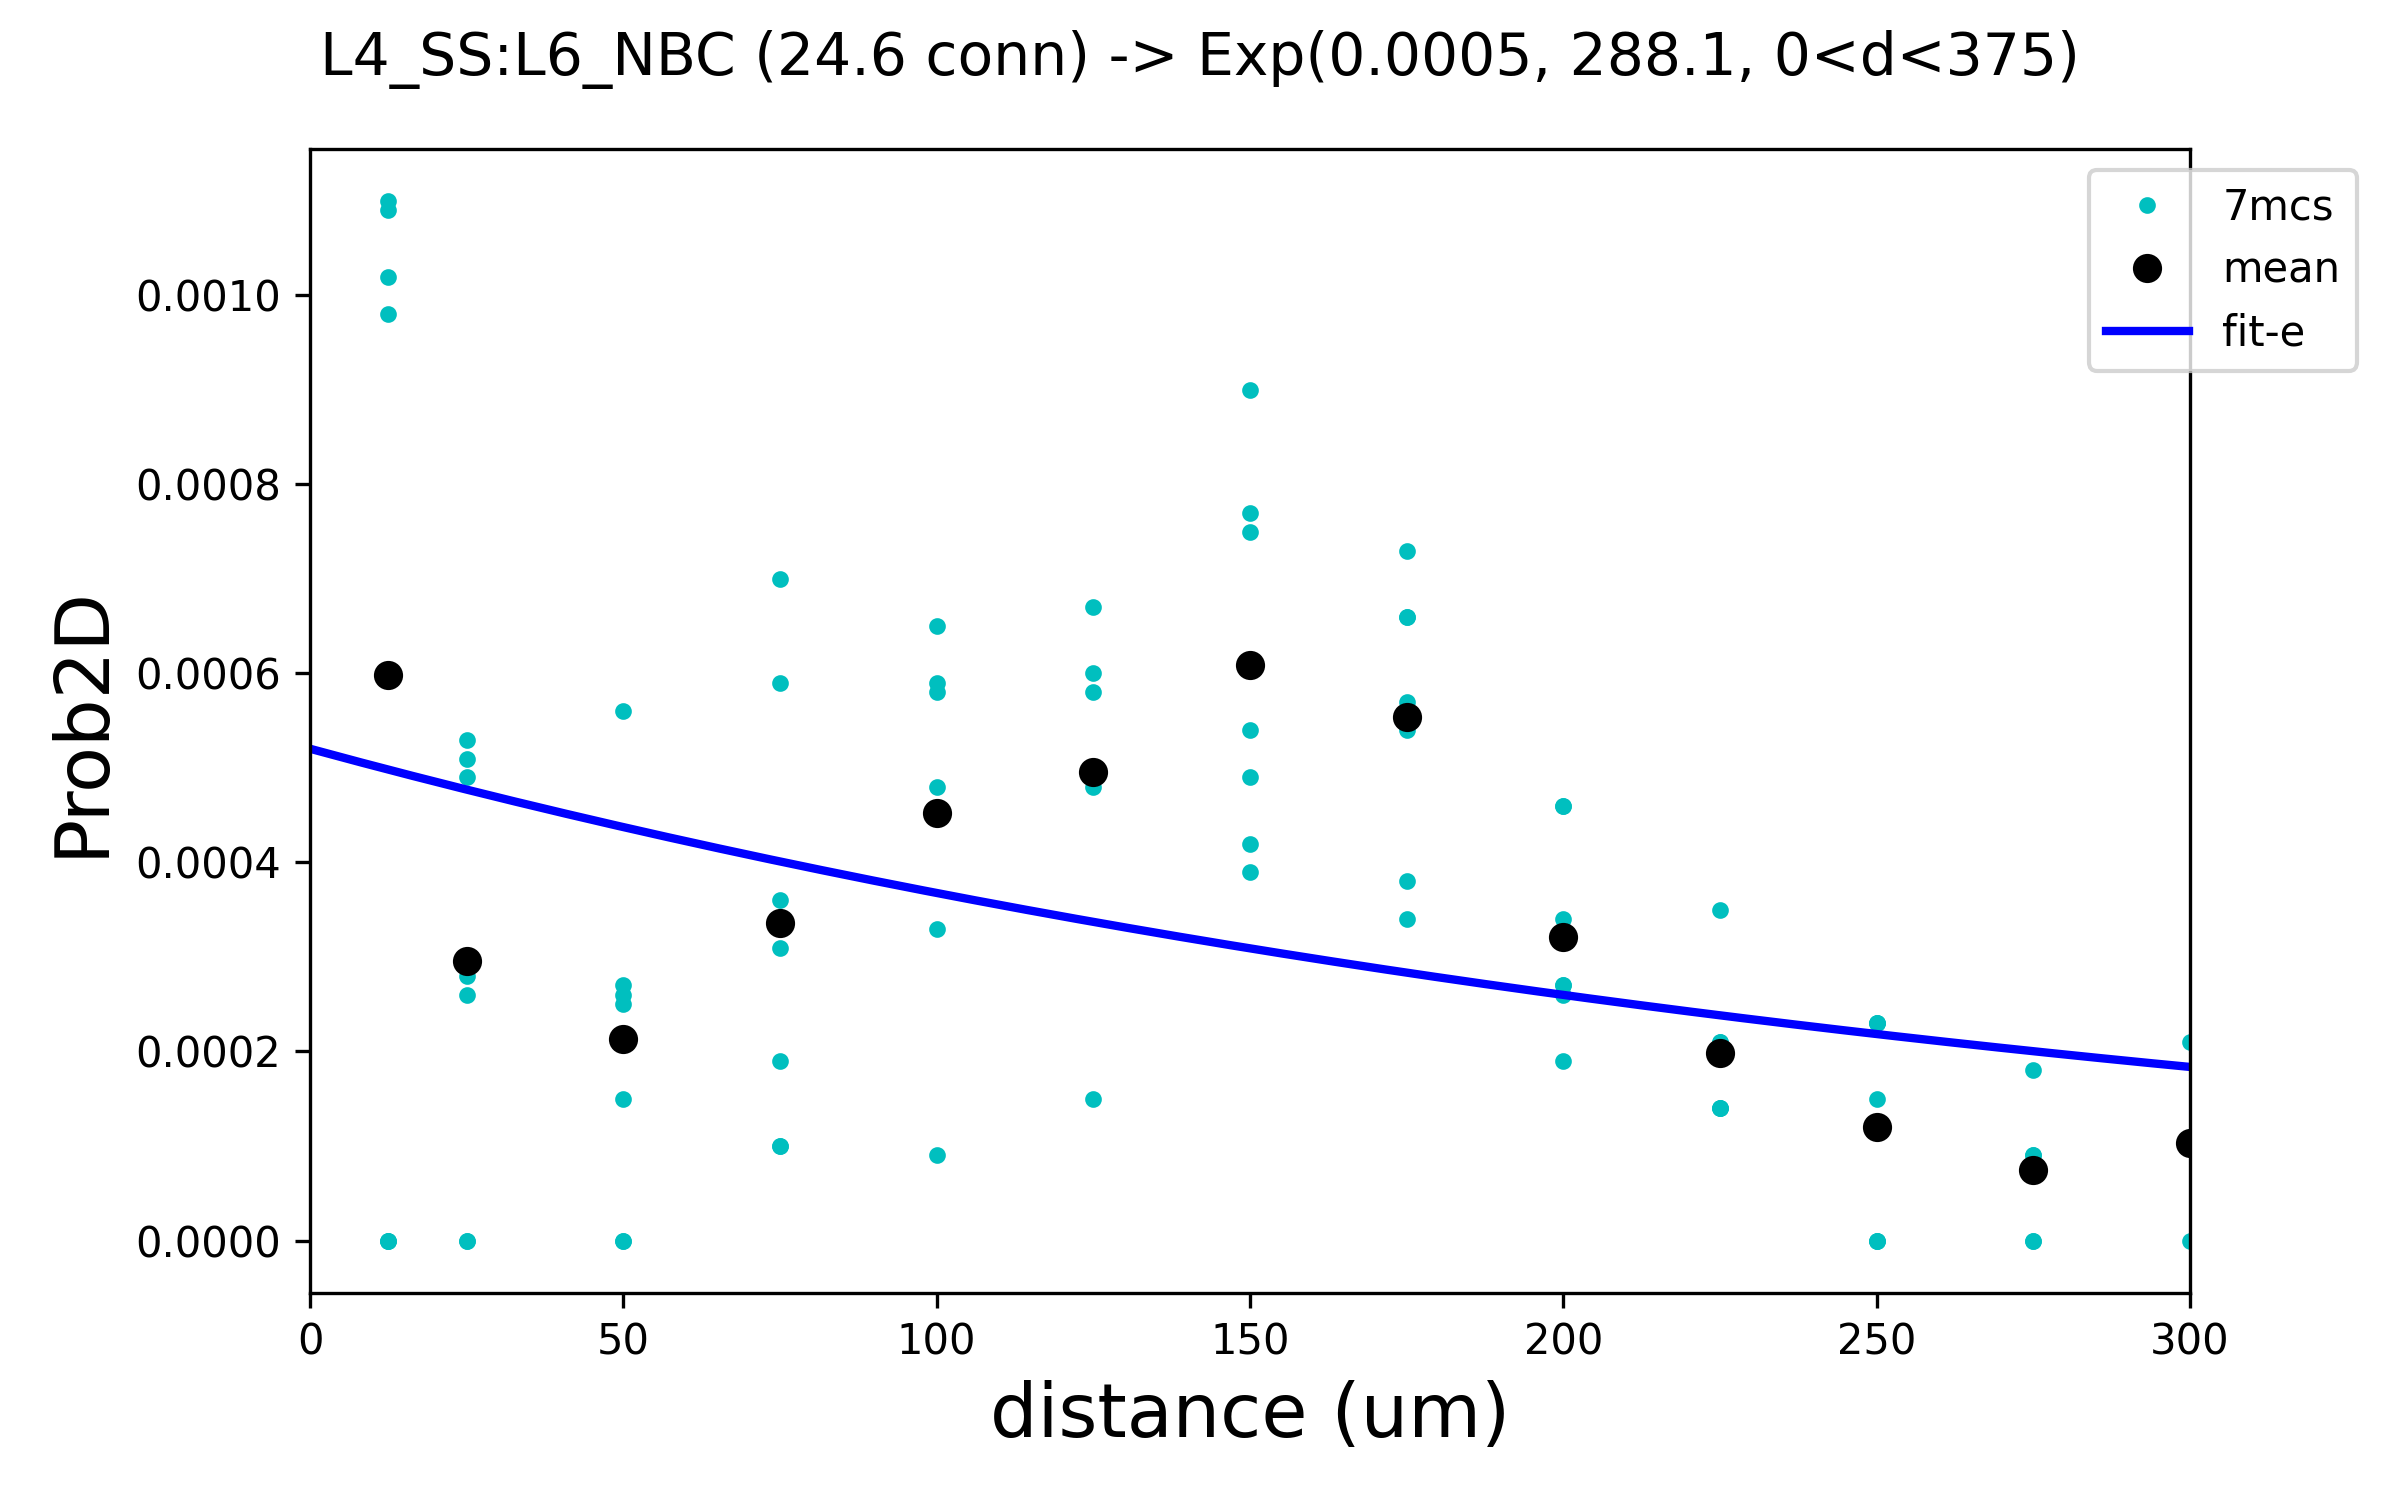 L4_SS:L6_NBC (24.6 conn) -> Exp(0.0005, 288.1, 0<d<375)
7mcs
mean
fit-e
Prob2D
0.0010
0.0008
0.0006
0.0004
0.0002
0.0000
0 50 100 150 200 250 300
distance (um)